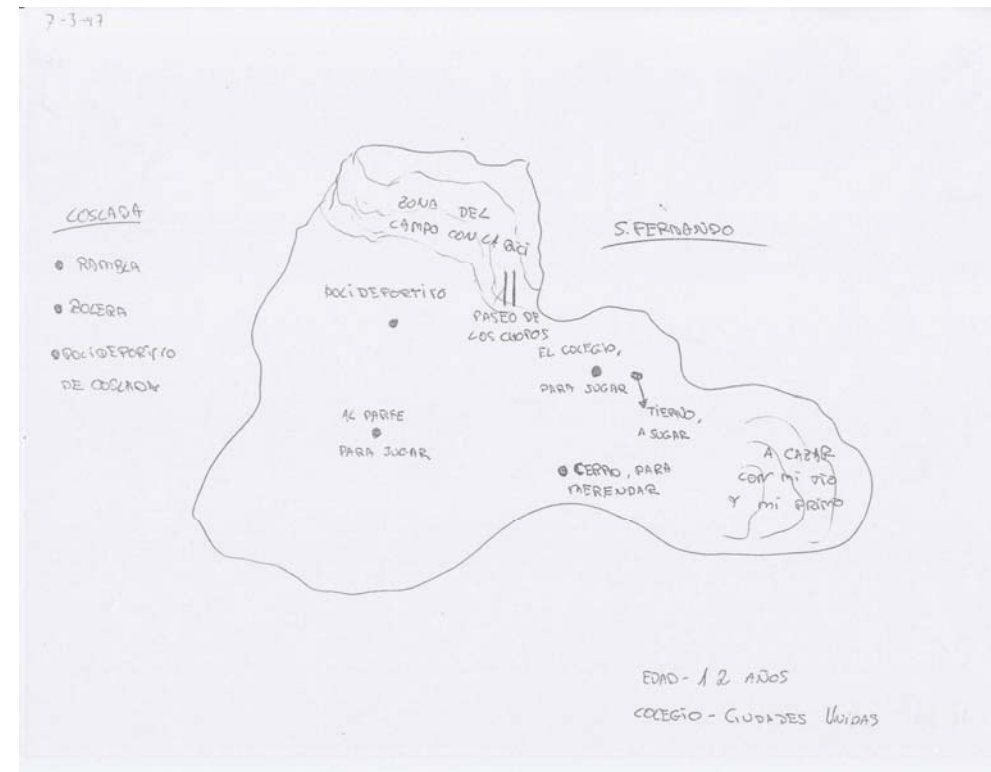 7-3-97
COSLADA
RAMBLA
BOLERA
POLIDEPORTIVO
DE COSLADA
ZONA DEL
CAMPO CON LA BICI
S. FERNANDO
POLIDEPORTIVO
PASEO DE
LOS CHOPOS
EL COLEGIO,
PARA JUGAR
TIERNO,
A JUGAR
AL PARFE
PARA JUGAR
CERRO, PARA
MERENDAR
A CAZAR
CON MI TIO
Y MI PRIMO
EDAD - 12 AÑOS
COLEGIO - CIUDADES UNIDAS